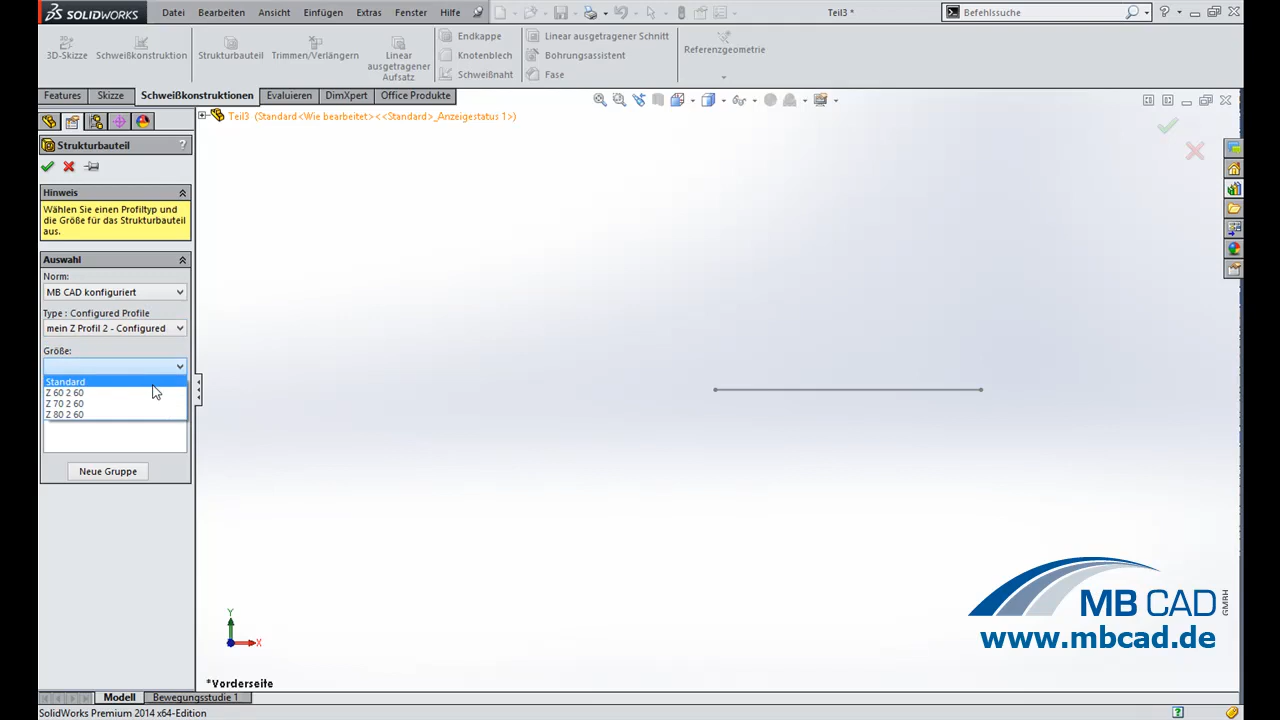 SOLIDWORKS Datei Bearbeiten Ansicht Einfügen Extras Fenster Hilfe Teil3 * Befehlssuche ?
3D-Skizze Schweißkonstruktion Strukturbauteil Trimmen/Verlängern Linear ausgetragener Aufsatz
Endkappe Linear ausgetragener Schnitt Referenzgeometrie
Knotenblech Bohrungsassistent
Schweißnaht Fase
Features Skizze Schweißkonstruktionen Evaluieren DimXpert Office Produkte
Teil3 (Standard<Wie bearbeitet><<Standard>_Anzeigestatus 1>)
Strukturbauteil ?
Hinweis
Wählen Sie einen Profiltyp und
die Größe für das Strukturbauteil
aus.
Auswahl
Norm:
MB CAD konfiguriert
Type : Configured Profile
mein Z Profil 2 - Configured
Größe:
Standard
Z 60 2 60
Z 70 2 60
Z 80 2 60
Neue Gruppe
Y
X
*Vorderseite
MB CAD GMBH
www.mbcad.de
Modell Bewegungsstudie 1
SolidWorks Premium 2014 x64-Edition